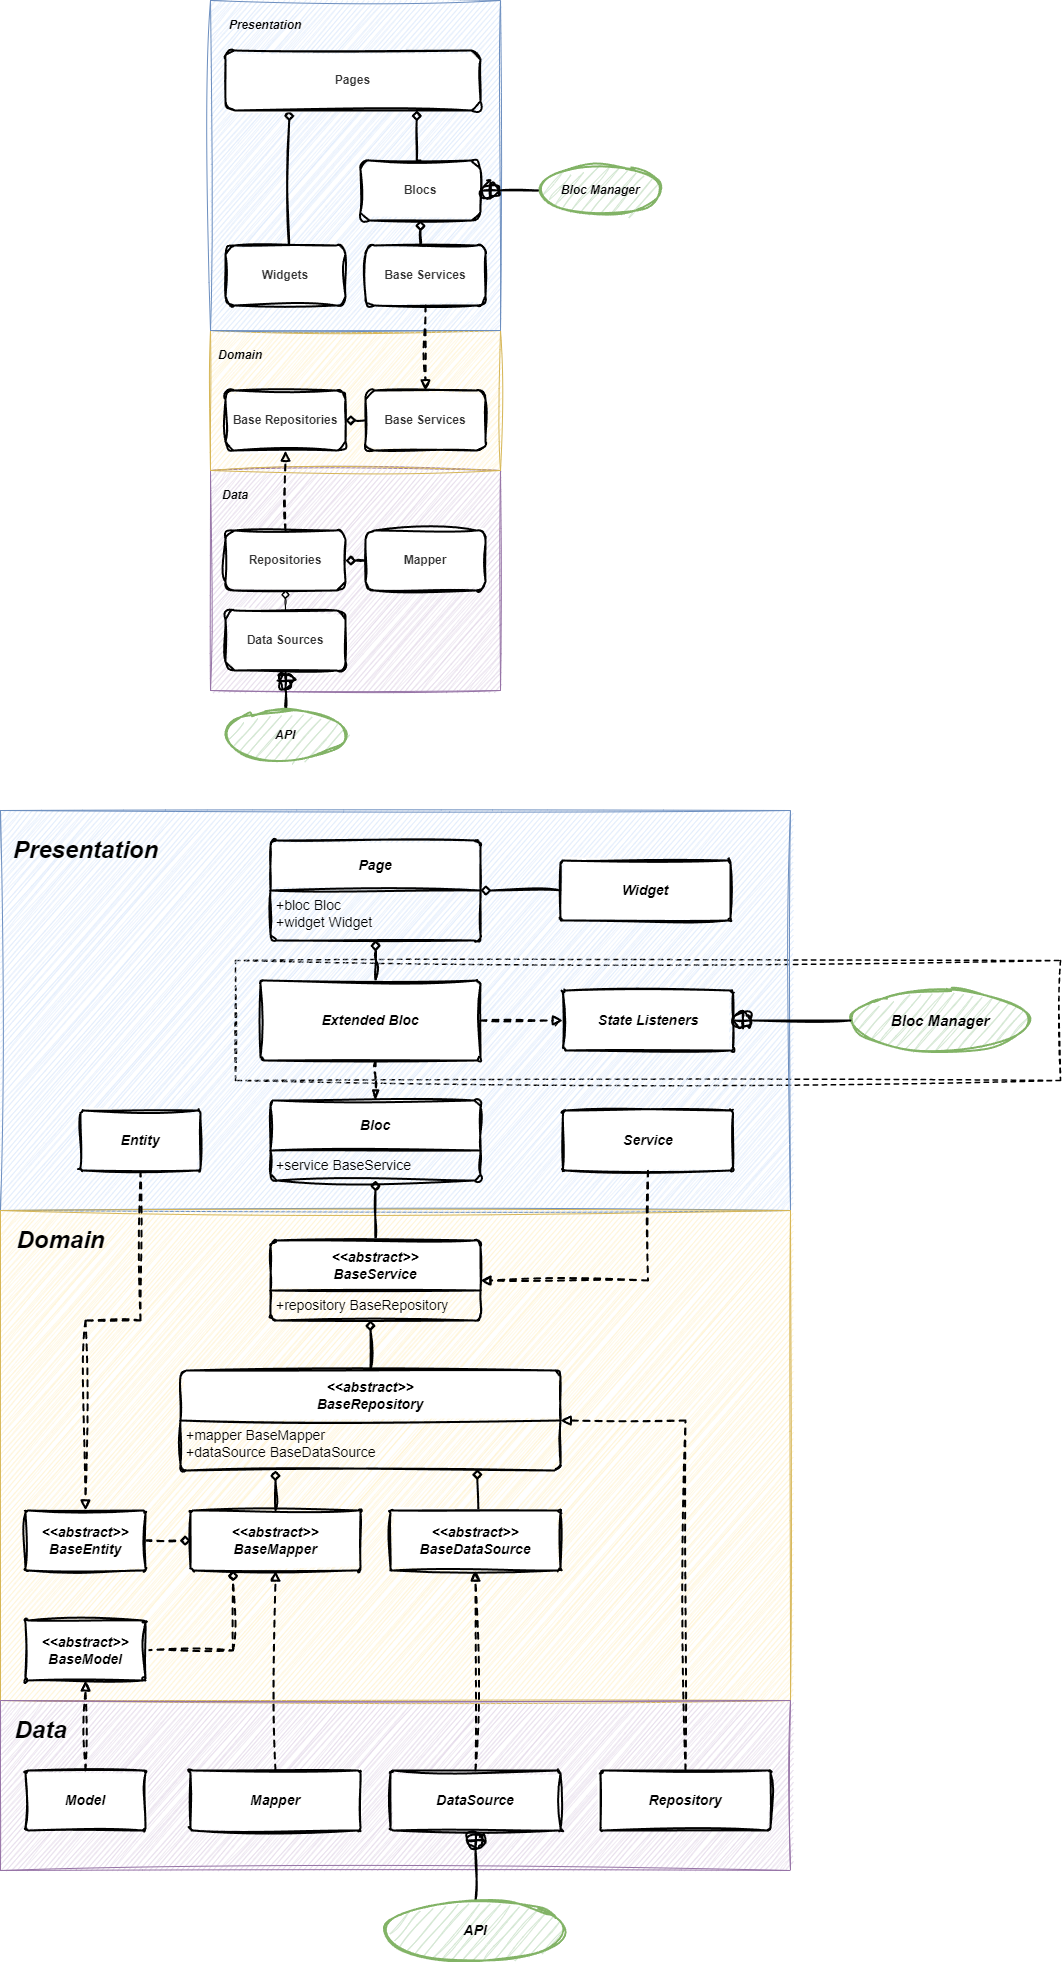 Presentation
Pages
Blocs
Bloc Manager
Widgets
Base Services
Domain
Base Repositories
Base Services
Data
Repositories
Mapper
Data Sources
API
Presentation
Page
+bloc Bloc
+widget Widget
Widget
Extended Bloc
State Listeners
Bloc Manager
Entity
Bloc
+service BaseService
Service
Domain
<<abstract>>
BaseService
+repository BaseRepository
<<abstract>>
BaseRepository
+mapper BaseMapper
+dataSource BaseDataSource
<<abstract>>
BaseEntity
<<abstract>>
BaseMapper
<<abstract>>
BaseDataSource
<<abstract>>
BaseModel
Data
Model
Mapper
DataSource
Repository
API